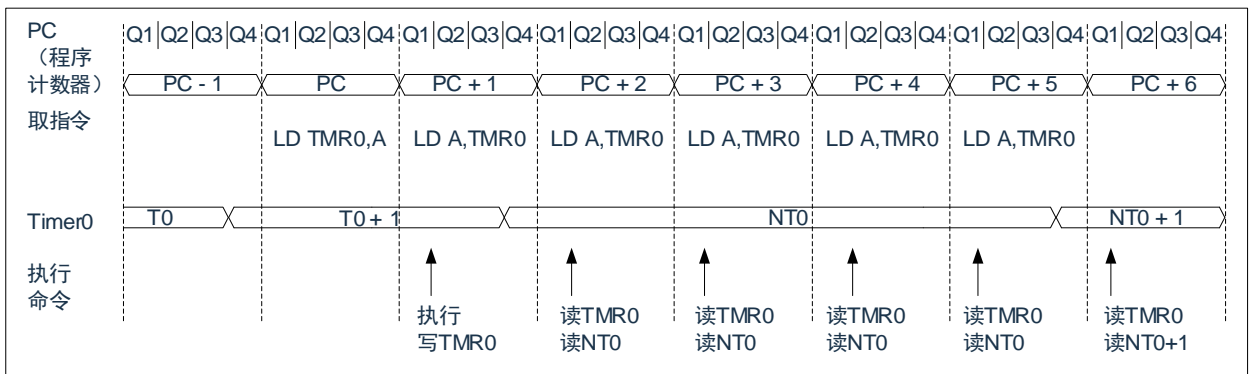 PC Q1 Q2 Q3 Q4 Q1 Q2 Q3 Q4 Q1 Q2 Q3 Q4 Q1 Q2 Q3 Q4 Q1 Q2 Q3 Q4 Q1 Q2 Q3 Q4 Q1 Q2 Q3 Q4 Q1 Q2 Q3 Q4
（程序
计数器） PC - 1 PC PC + 1 PC + 2 PC + 3 PC + 4 PC + 5 PC + 6
取指令
LD TMR0,A LD A,TMR0 LD A,TMR0 LD A,TMR0 LD A,TMR0 LD A,TMR0
Timer0 T0 T0 + 1 NT0 NT0 + 1
执行
命令
执行 读TMR0 读TMR0 读TMR0 读TMR0 读TMR0
写TMR0 读NT0 读NT0 读NT0 读NT0 读NT0+1